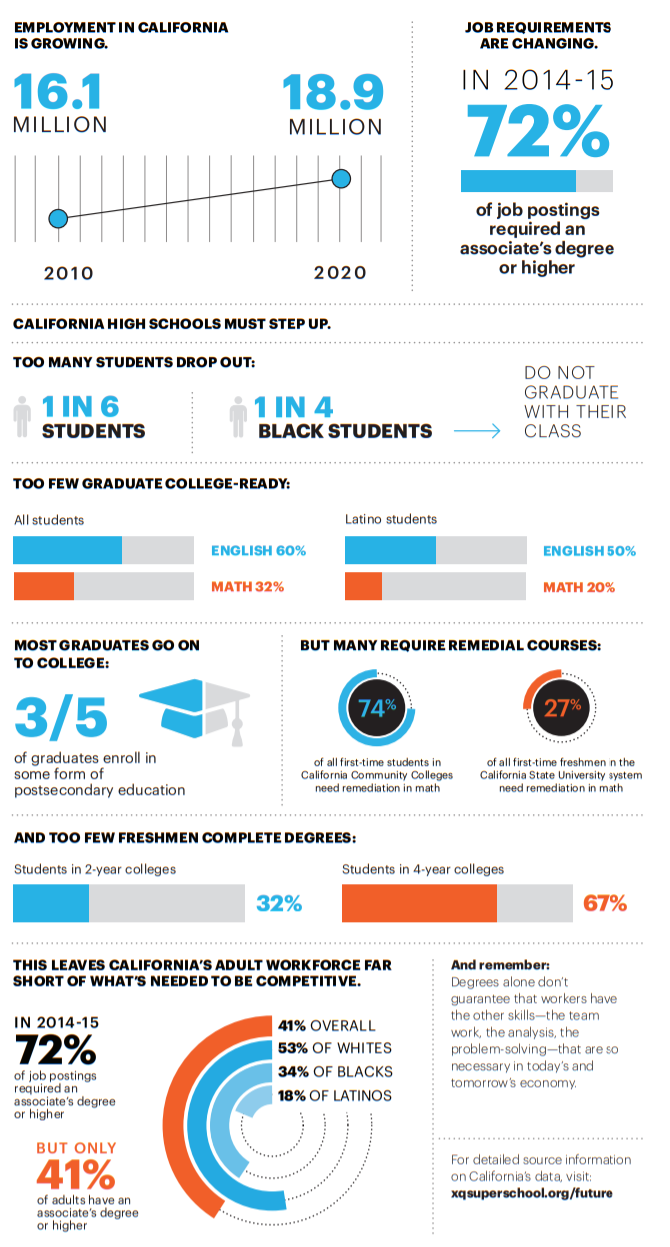 EMPLOYMENT IN CALIFORNIA
IS GROWING.
16.1
MILLION
18.9
MILLION
2010
2020
JOB REQUIREMENTS
ARE CHANGING.
IN 2014-15
72%
of job postings
required an
associate's degree
or higher
CALIFORNIA HIGH SCHOOLS MUST STEP UP.
TOO MANY STUDENTS DROP OUT:
1 IN 6
STUDENTS
1 IN 4
BLACK STUDENTS
DO NOT
GRADUATE
WITH THEIR
CLASS
TOO FEW GRADUATE COLLEGE-READY:
All students
ENGLISH 60%
MATH 32%
Latino students
ENGLISH 50%
MATH 20%
MOST GRADUATES GO ON
TO COLLEGE:
3/5
of graduates enroll in
some form of
postsecondary education
BUT MANY REQUIRE REMEDIAL COURSES:
74%
of all first-time students in
California Community Colleges
need remediation in math
27%
of all first-time freshmen in the
California State University system
need remediation in math
AND TOO FEW FRESHMEN COMPLETE DEGREES:
Students in 2-year colleges
32%
Students in 4-year colleges
67%
THIS LEAVES CALIFORNIA'S ADULT WORKFORCE FAR
SHORT OF WHAT'S NEEDED TO BE COMPETITIVE.
IN 2014-15
72%
of job postings
required an
associate's degree
or higher
BUT ONLY
41%
of adults have an
associate's degree
or higher
41% OVERALL
53% OF WHITES
34% OF BLACKS
18% OF LATINOS
And remember:
Degrees alone don't
guarantee that workers have
the other skills—the team
work, the analysis, the
problem-solving—that are so
necessary in today's and
tomorrow's economy.
For detailed source information
on California's data, visit:
xqsuperschool.org/future